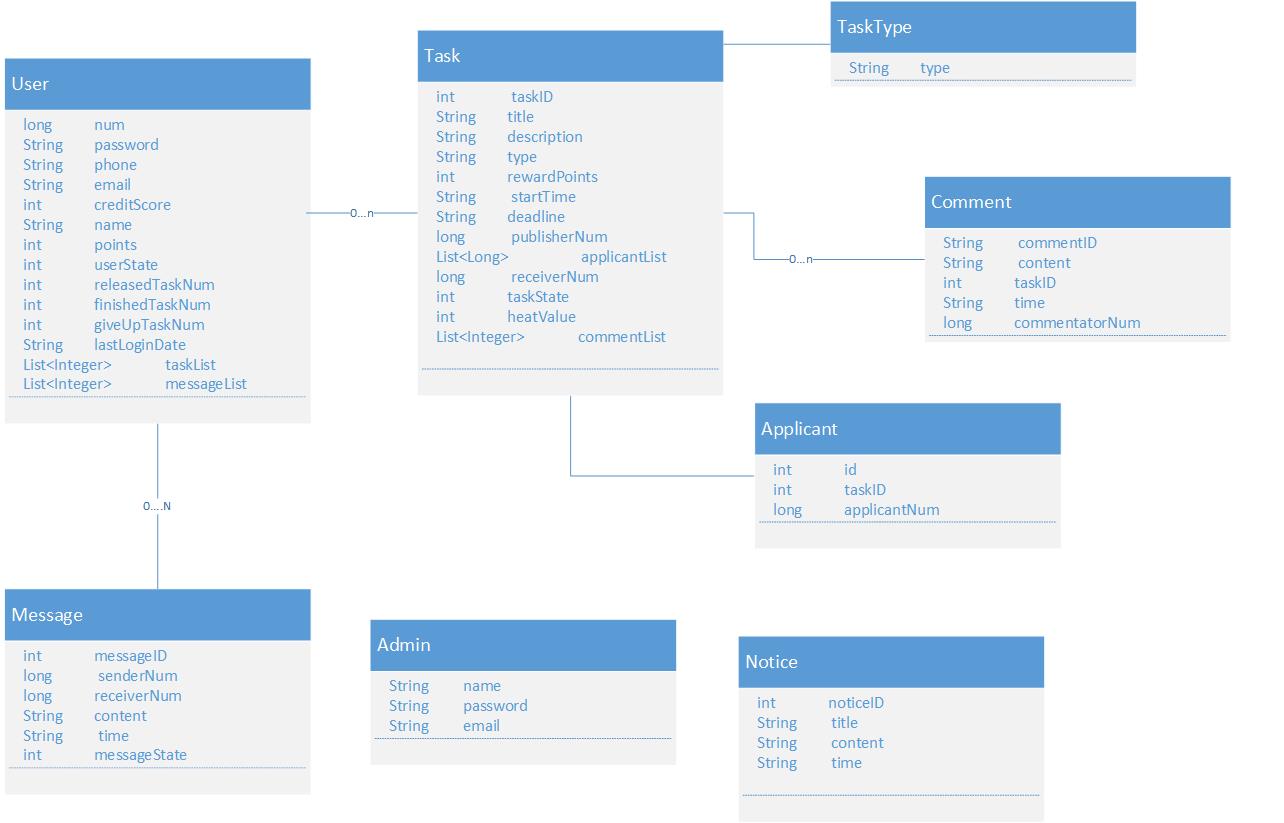 User
long num
String password
String phone
String email
int creditScore
String name
int points
int userState
int releasedTaskNum
int finishedTaskNum
int giveUpTaskNum
String lastLoginDate
List<Integer> taskList
List<Integer> messageList
0...n
Task
int taskID
String title
String description
String type
int rewardPoints
String startTime
String deadline
long publisherNum
List<Long> applicantList
long receiverNum
int taskState
int heatValue
List<Integer> commentList
TaskType
String type
0...n
Comment
String commentID
String content
int taskID
String time
long commentatorNum
Applicant
int id
int taskID
long applicantNum
0....N
Message
int messageID
long senderNum
long receiverNum
String content
String time
int messageState
Admin
String name
String password
String email
Notice
int noticeID
String title
String content
String time